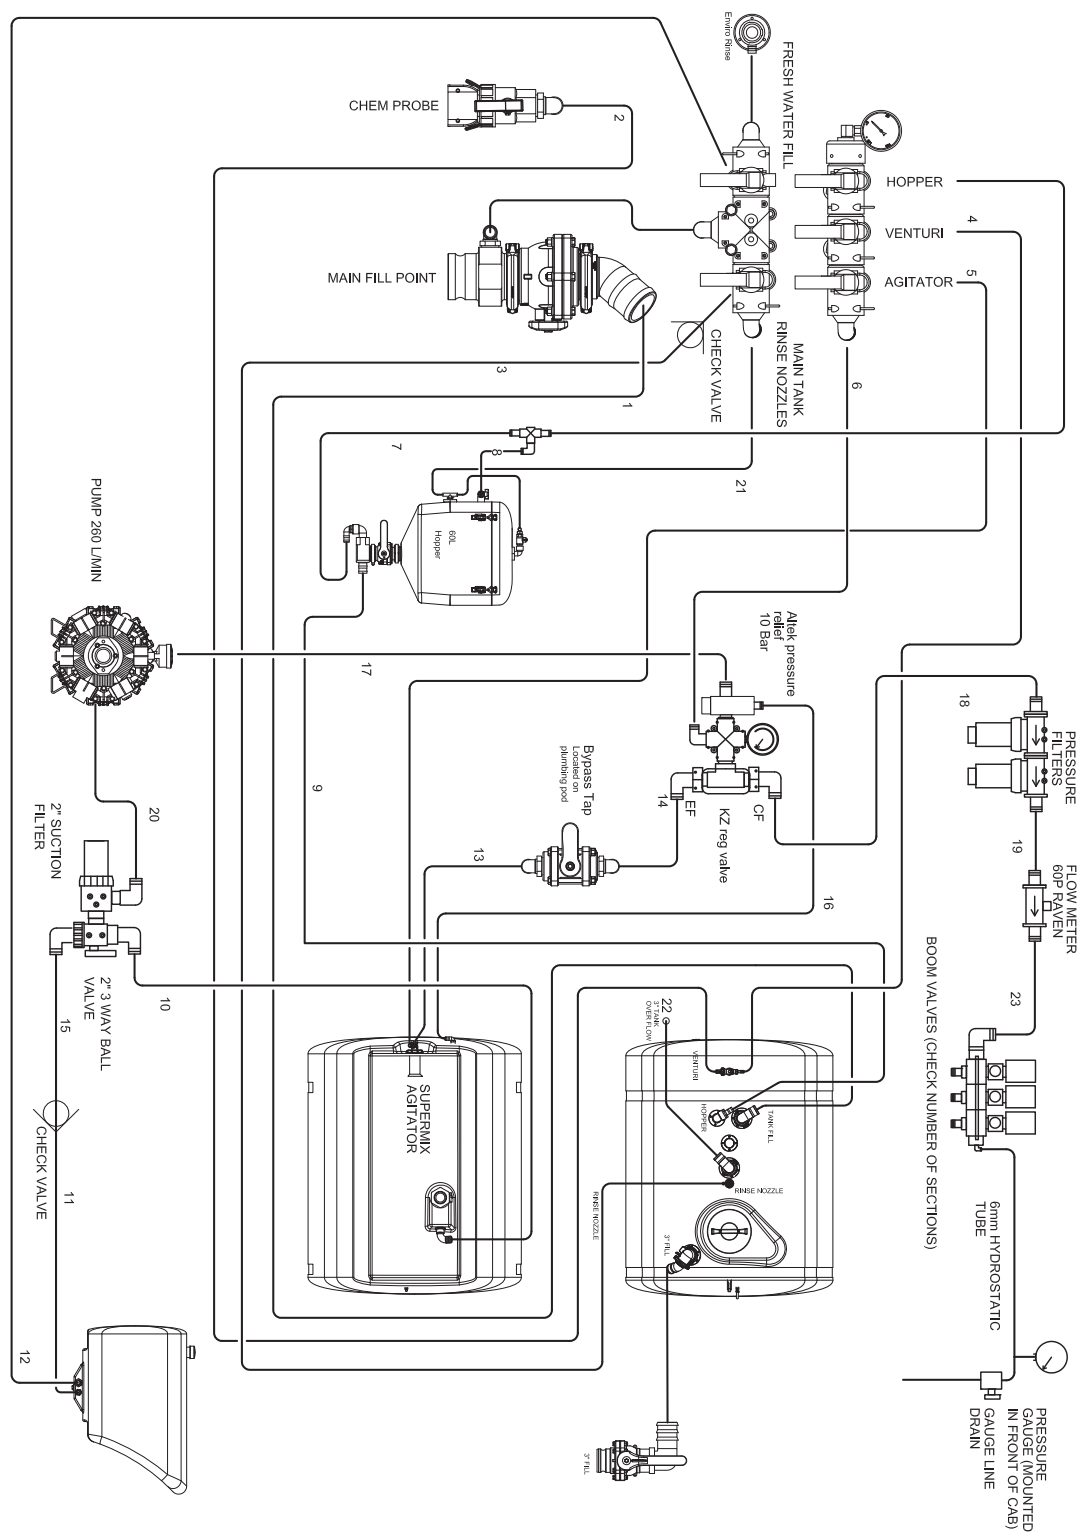 Enviro Rinse
FRESH WATER FILL
CHEM PROBE
2
HOPPER
4
VENTURI
5
AGITATOR
MAIN FILL POINT
MAIN TANK
RINSE NOZZLES
CHECK VALVE
3
1
6
7
8
21
60L
Hopper
PUMP 260 L/MIN
9
17
Altek pressure
relief
10 Bar
18
PRESSURE
FILTERS
Bypass Tap
Located on
plumbing pod
14
EF
CF
KZ reg valve
13
16
19
FLOW METER
60P RAVEN
20
2" SUCTION
FILTER
2" 3 WAY BALL
VALVE
10
15
CHECK VALVE
11
12
23
BOOM VALVES (CHECK NUMBER OF SECTIONS)
22
3" TANK
OVER FLOW
VENTURI
HOPPER
TANK FILL
RINSE NOZZLE
RINSE NOZZLE
3" FILL
SUPERMIX
AGITATOR
6mm HYDROSTATIC
TUBE
3" FILL
PRESSURE
GAUGE (MOUNTED
IN FRONT OF CAB)
GAUGE LINE
DRAIN